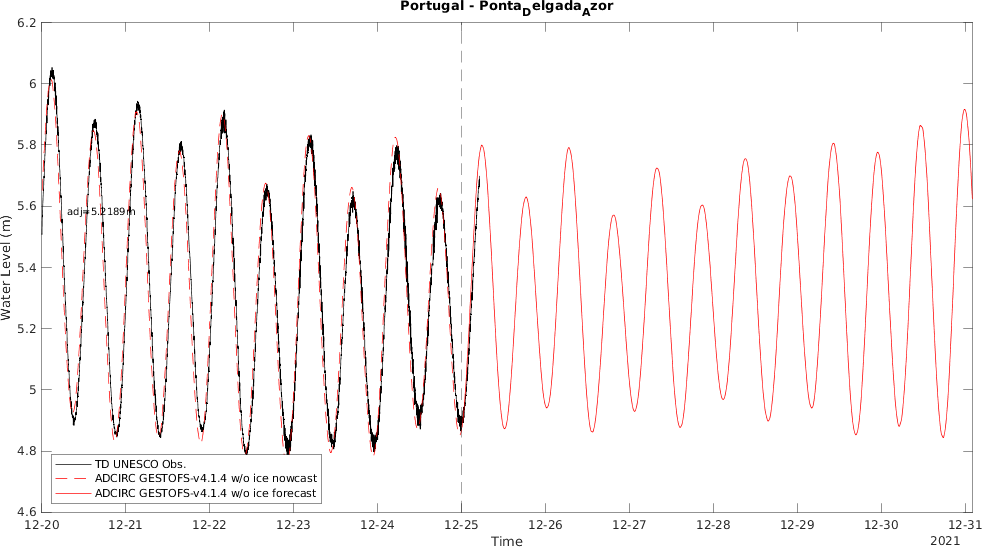 Portugal - PontaDelgadaAzor
6.2
6
5.8
5.6
5.4
5.2
5
4.8
4.6
Water Level (m)
adj=5.2189m
TD UNESCO Obs.
ADCIRC GESTOFS-v4.1.4 w/o ice nowcast
ADCIRC GESTOFS-v4.1.4 w/o ice forecast
12-20 12-21 12-22 12-23 12-24 12-25 12-26 12-27 12-28 12-29 12-30 12-31
Time
2021